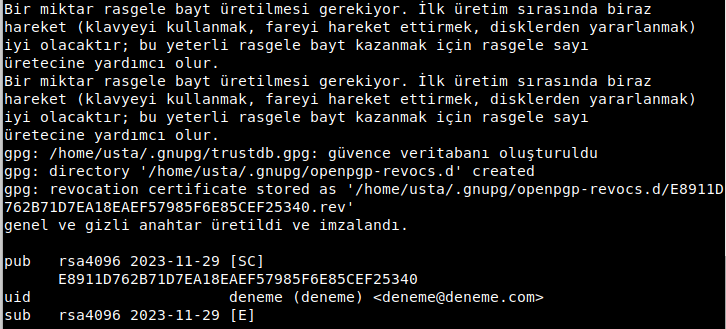 Bir miktar rasgele bayt üretilmesi gerekiyor. İlk üretim sırasında biraz
hareket (klavyeyi kullanmak, fareyi hareket ettirmek, disklerden yararlanmak)
iyi olacaktır; bu yeterli rasgele bayt kazanmak için rasgele sayı
üretecine yardımcı olur.
Bir miktar rasgele bayt üretilmesi gerekiyor. İlk üretim sırasında biraz
hareket (klavyeyi kullanmak, fareyi hareket ettirmek, disklerden yararlanmak)
iyi olacaktır; bu yeterli rasgele bayt kazanmak için rasgele sayı
üretecine yardımcı olur.
gpg: /home/usta/.gnupg/trustdb.gpg: güvence veritabanı oluşturuldu
gpg: directory '/home/usta/.gnupg/openpgp-revocs.d' created
gpg: revocation certificate stored as '/home/usta/.gnupg/openpgp-revocs.d/E8911D
762B71D7EA18EAEF57985F6E85CEF25340.rev'
genel ve gizli anahtar üretildi ve imzalandı.
pub   rsa4096 2023-11-29 [SC]
      E8911D762B71D7EA18EAEF57985F6E85CEF25340
uid                      deneme (deneme) <deneme@deneme.com>
sub   rsa4096 2023-11-29 [E]